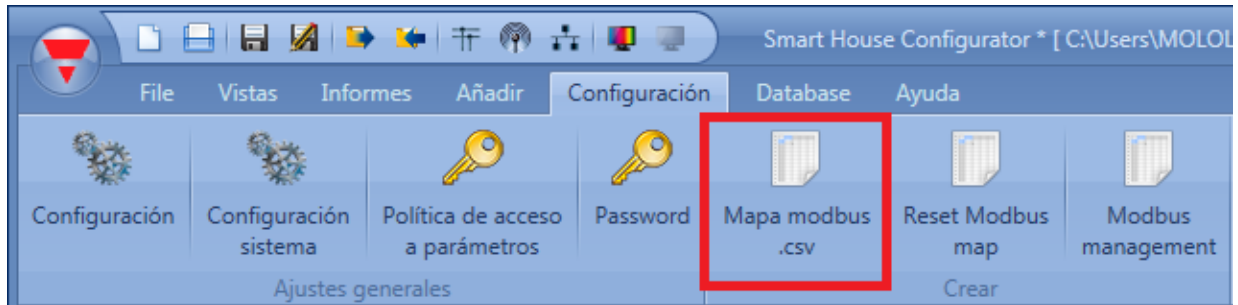 Smart House Configurator * [ C:\Users\MOLOL
File Vistas Informes Añadir Configuración Database Ayuda
Configuración
Configuración
sistema
Política de acceso
a parámetros
Password
Mapa modbus
.csv
Reset Modbus
map
Modbus
management
Ajustes generales
Crear